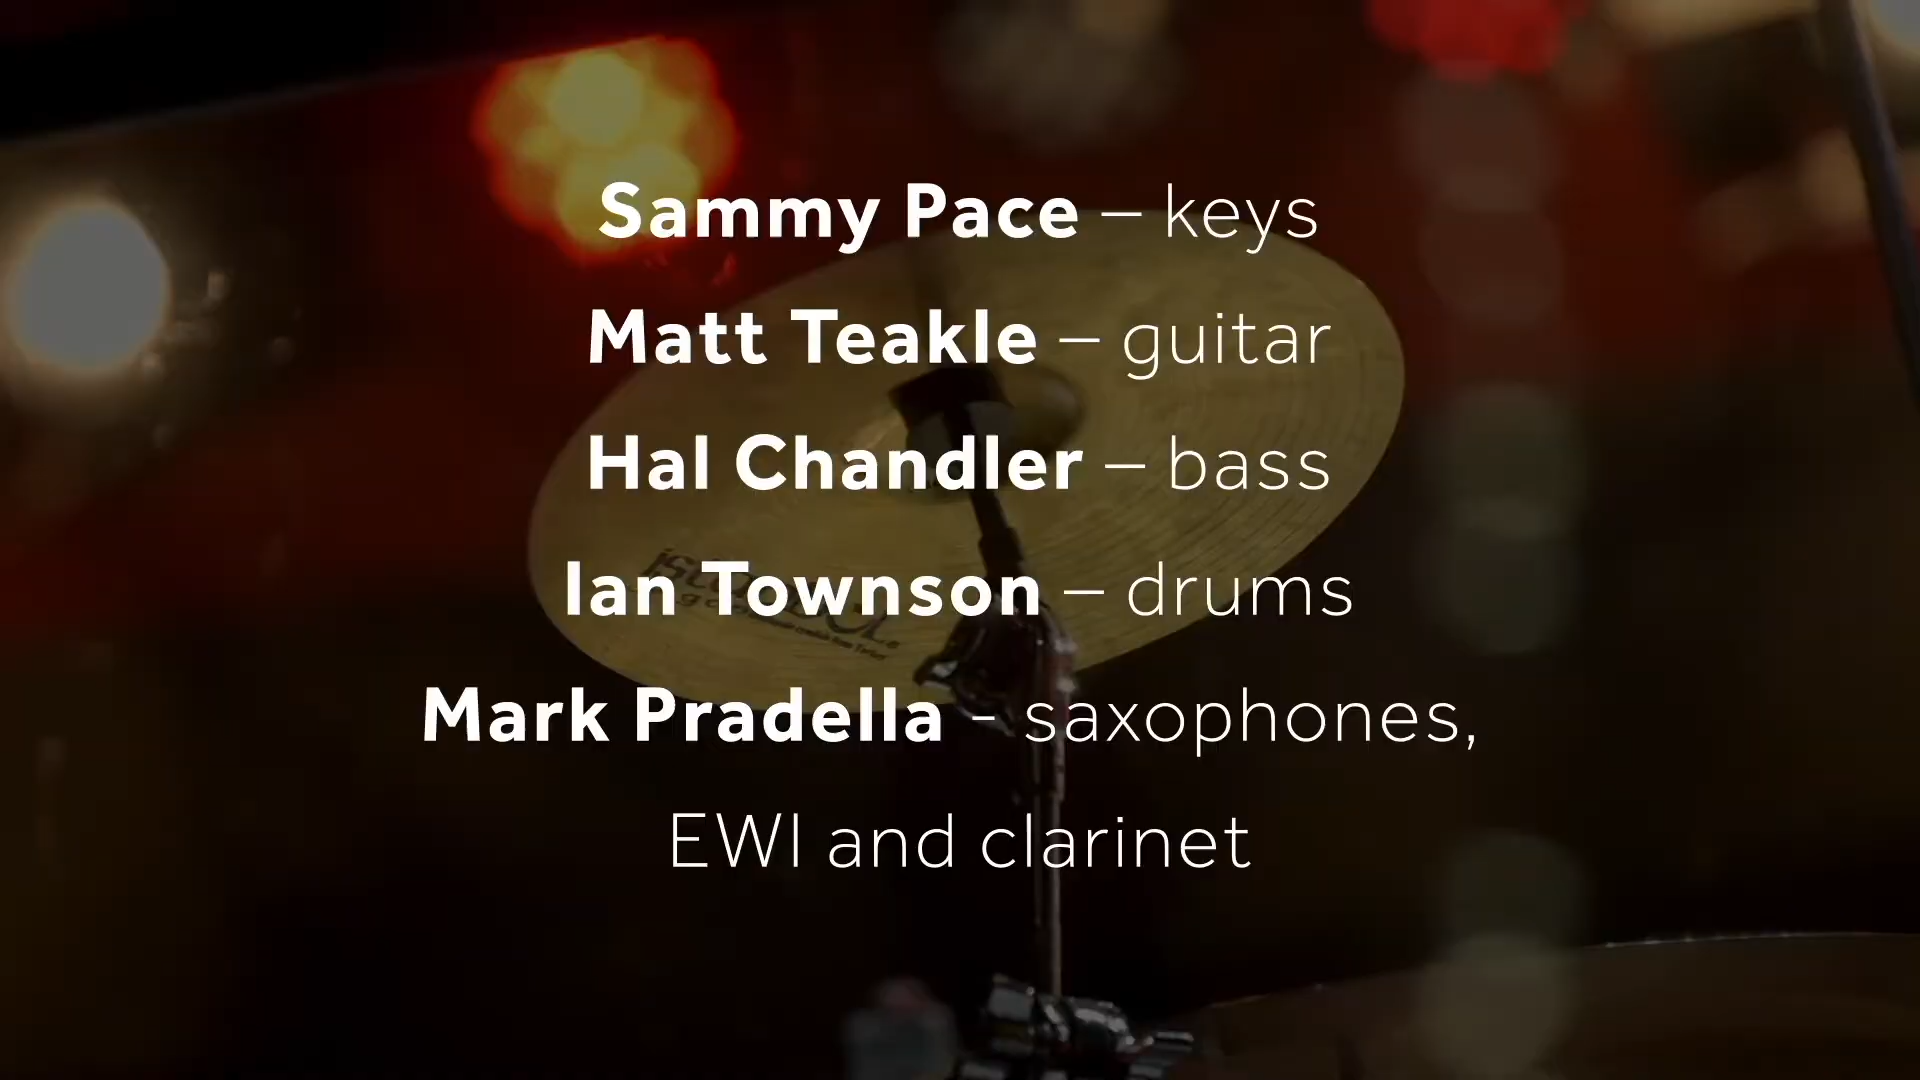 Sammy Pace – keys
Matt Teakle – guitar
Hal Chandler – bass
Ian Townson – drums
Mark Pradella - saxophones,
EWI and clarinet